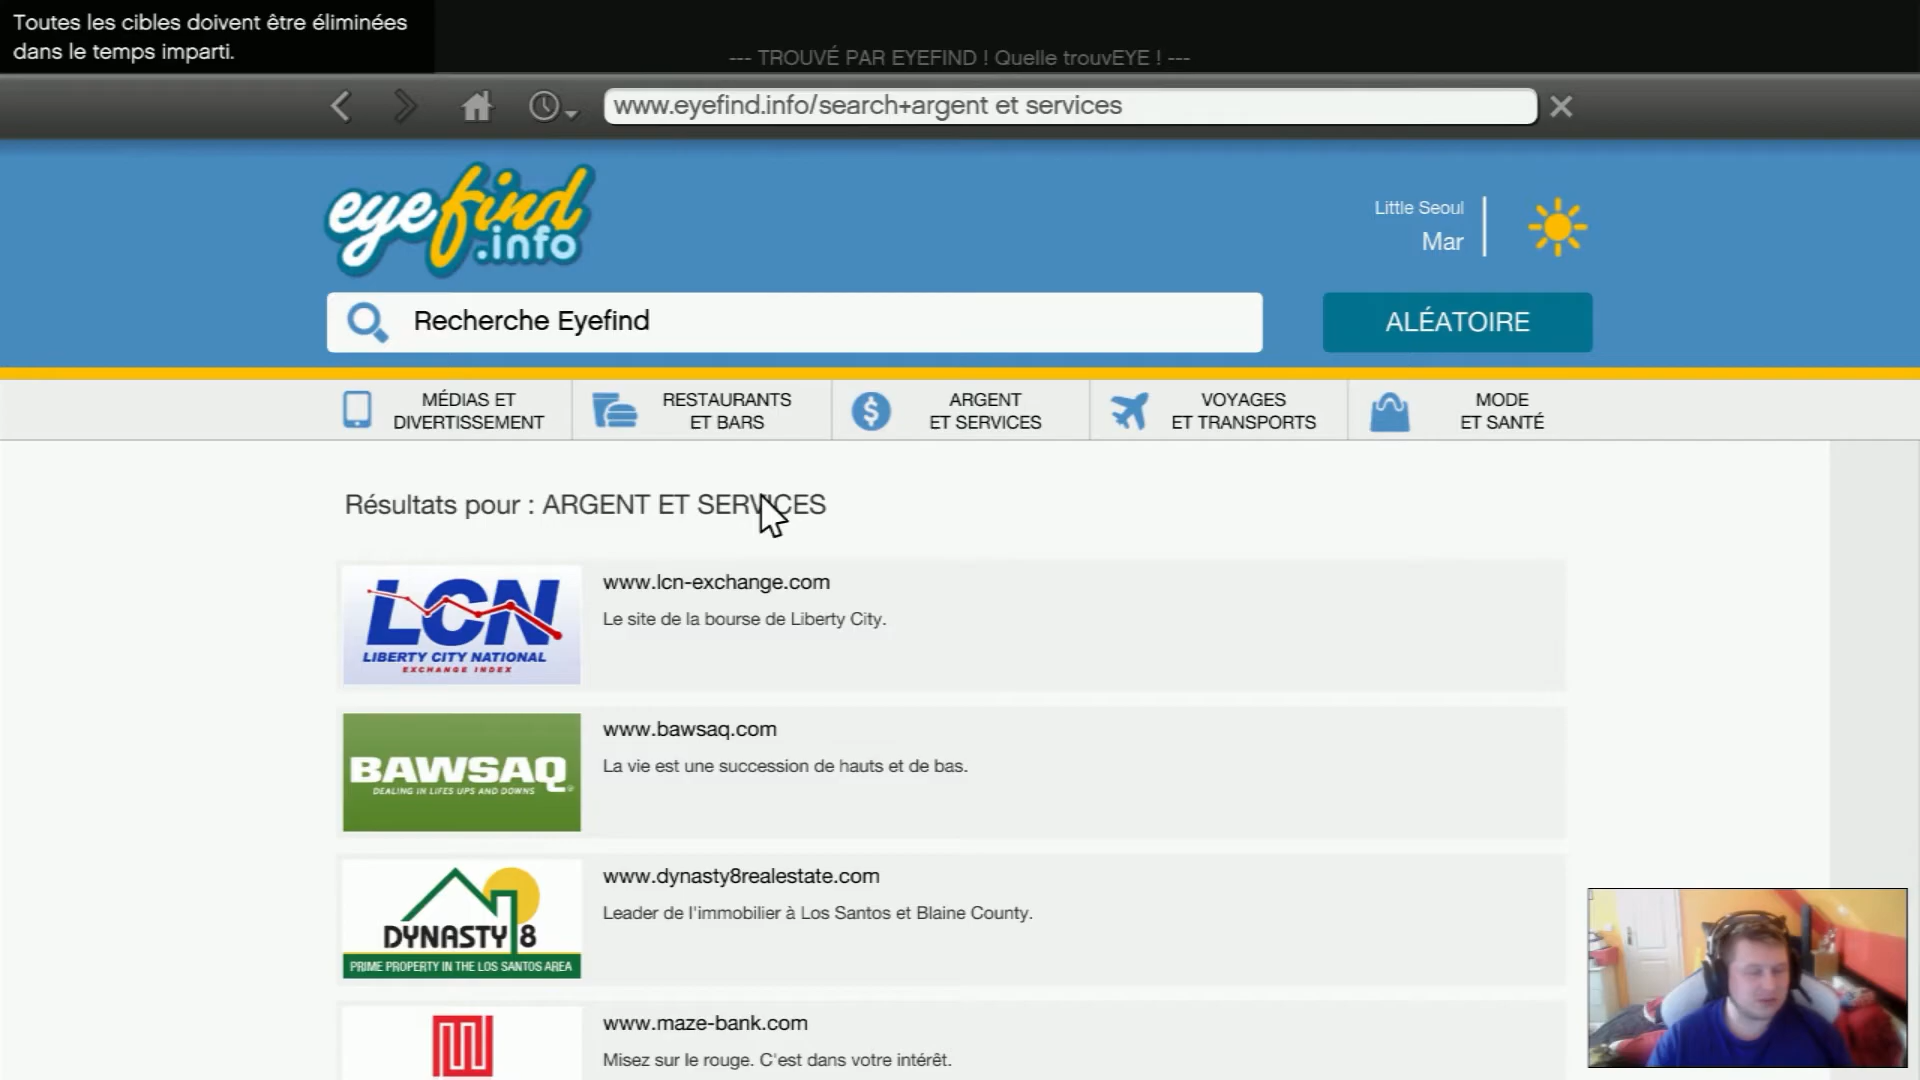 Toutes les cibles doivent être éliminées
dans le temps imparti.
--- TROUVÉ PAR EYEFIND ! Quelle trouvEYE ! ---
www.eyefind.info/search+argent et services
eyefind
.info
Little Seoul
Mar
Recherche Eyefind
ALÉATOIRE
MÉDIAS ET
DIVERTISSEMENT
RESTAURANTS
ET BARS
ARGENT
ET SERVICES
VOYAGES
ET TRANSPORTS
MODE
ET SANTÉ
Résultats pour : ARGENT ET SERVICES
LCN
LIBERTY CITY NATIONAL
EXCHANGE INDEX
www.lcn-exchange.com
Le site de la bourse de Liberty City.
BAWSAQ
DEALING IN LIFES UPS AND DOWNS
www.bawsaq.com
La vie est une succession de hauts et de bas.
DYNASTY 8
PRIME PROPERTY IN THE LOS SANTOS AREA
www.dynasty8realestate.com
Leader de l'immobilier à Los Santos et Blaine County.
www.maze-bank.com
Misez sur le rouge. C'est dans votre intérêt.